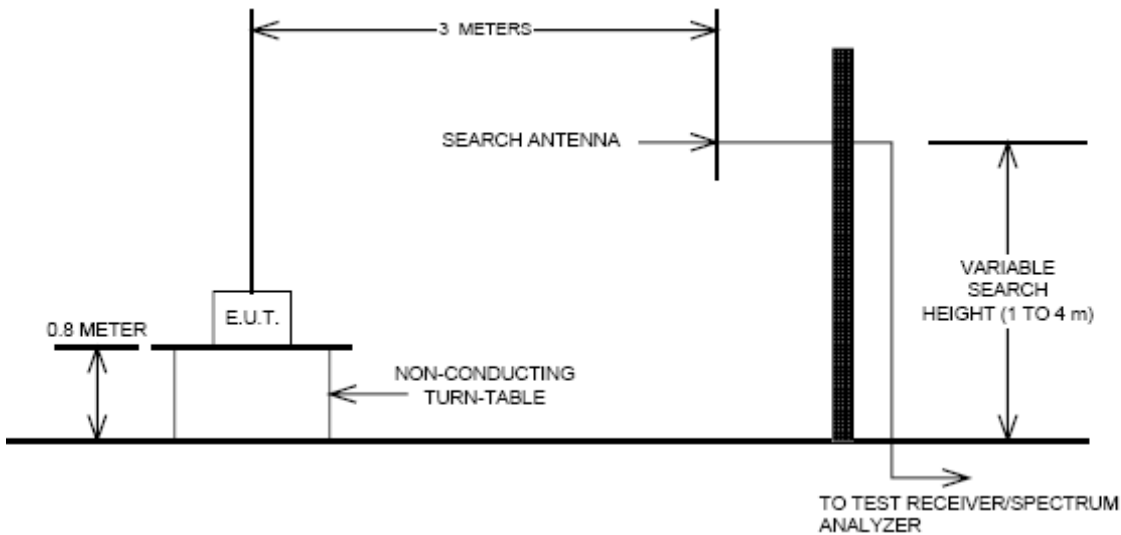 3 METERS
SEARCH ANTENNA
VARIABLE
SEARCH
HEIGHT (1 TO 4 m)
E.U.T.
0.8 METER
NON-CONDUCTING
TURN-TABLE
TO TEST RECEIVER/SPECTRUM
ANALYZER